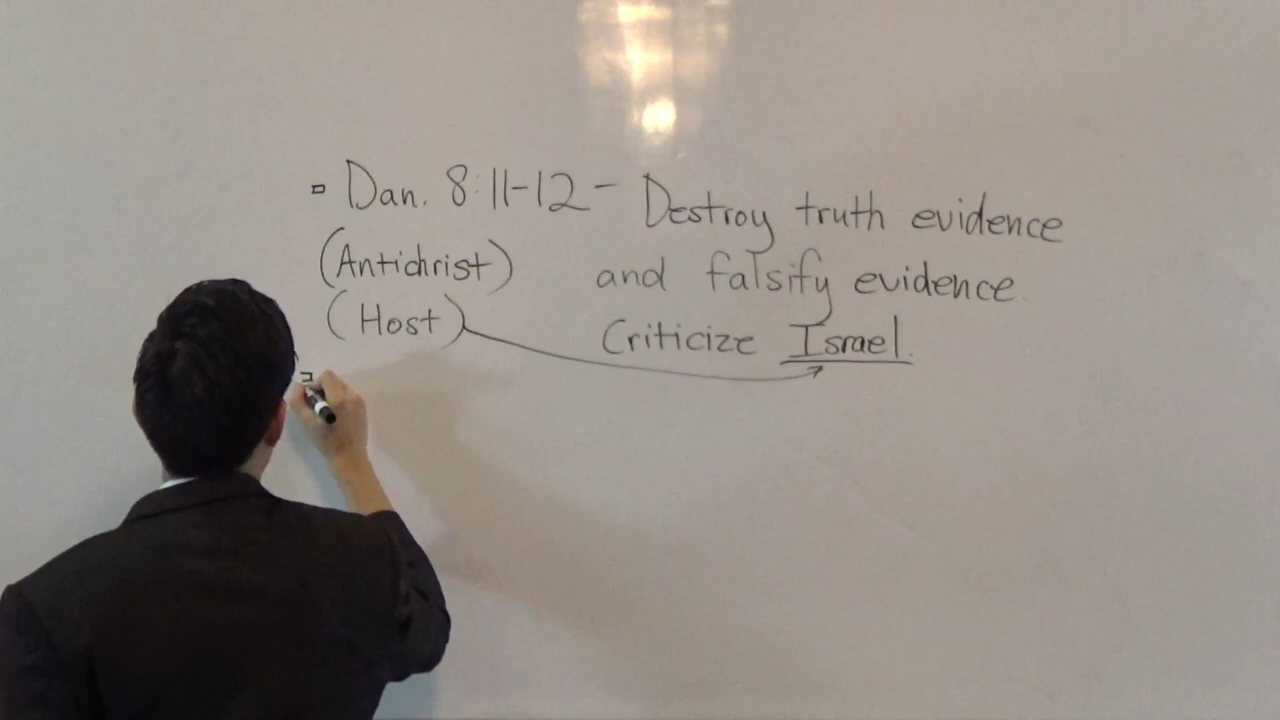 Dan. 8:11-12 - Destroy truth evidence
(Antichrist) and falsify evidence.
(Host) Criticize Israel.